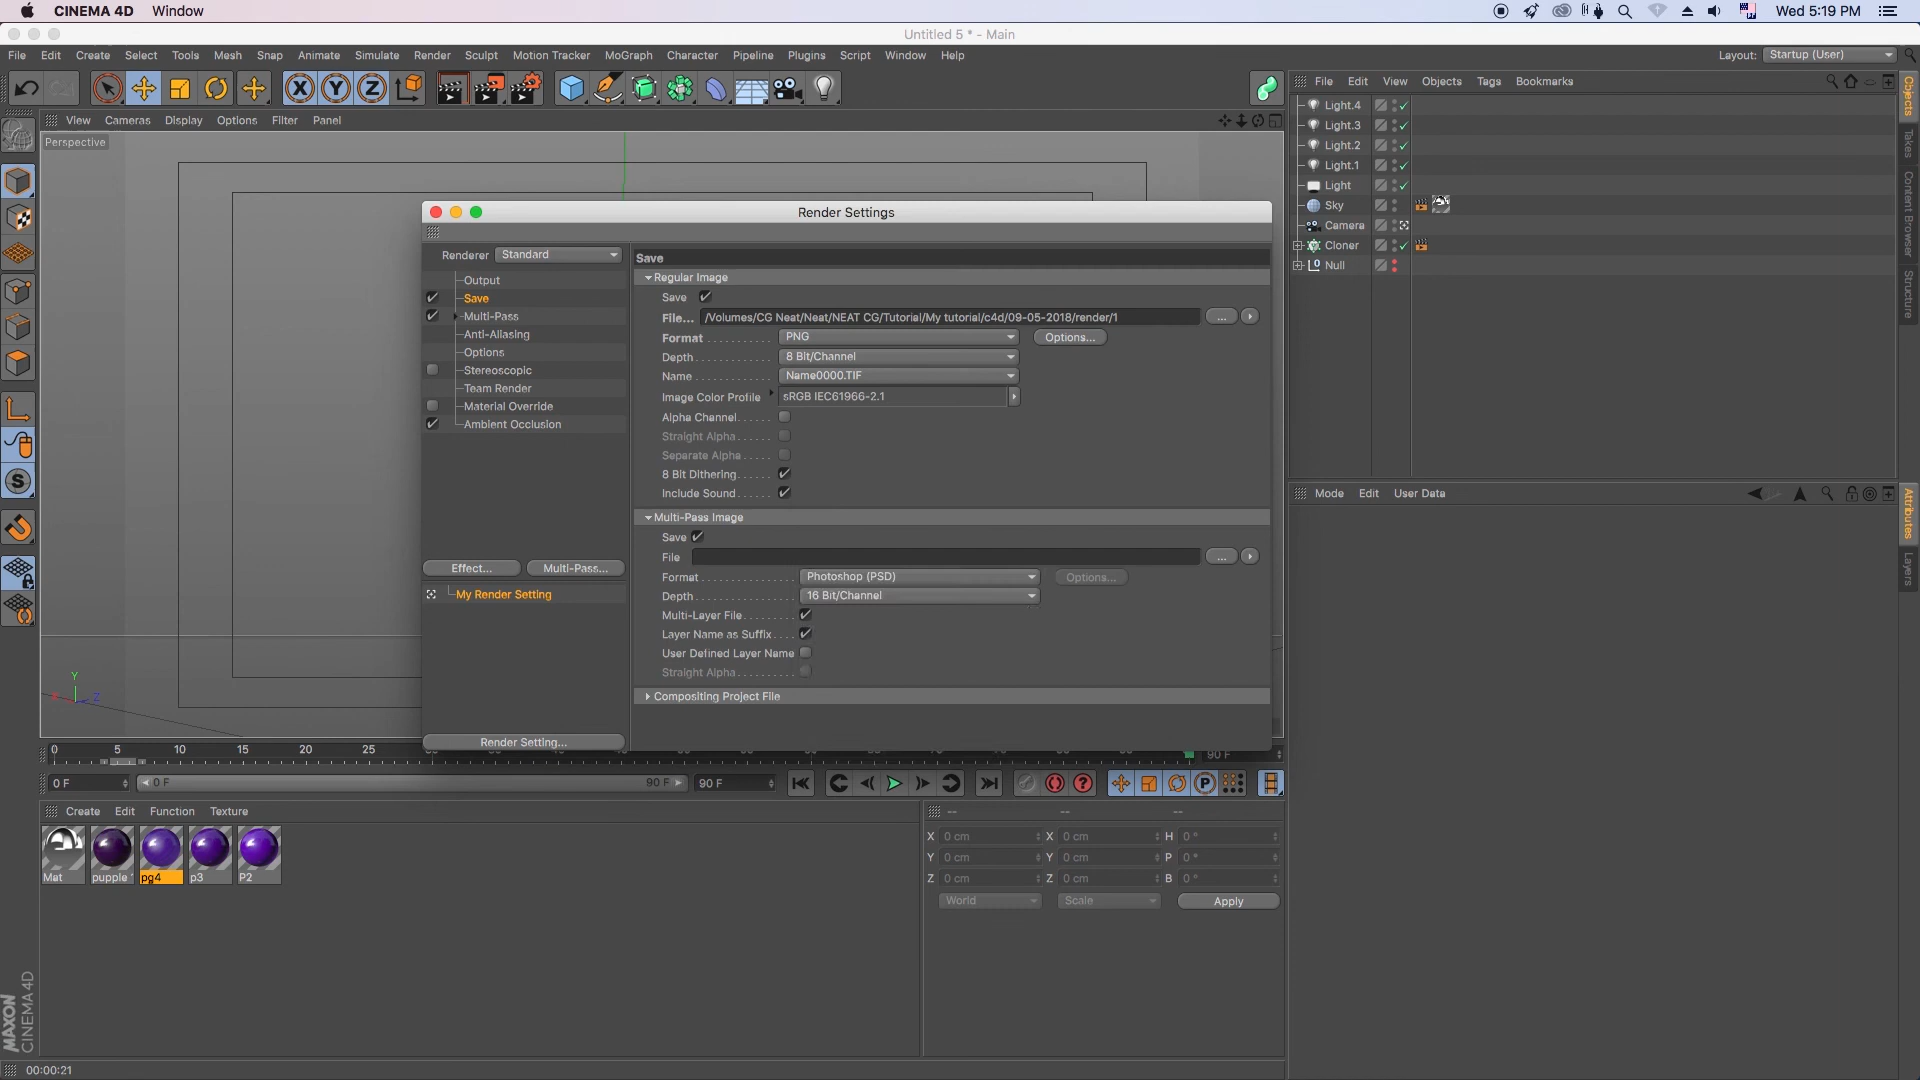 CINEMA 4D Window Wed 5:19 PM
Untitled 5 * - Main
File Edit Create Select Tools Mesh Snap Animate Simulate Render Sculpt Motion Tracker MoGraph Character Pipeline Plugins Script Window Help Layout: Startup (User)
File Edit View Objects Tags Bookmarks
View Cameras Display Options Filter Panel
Perspective
Light.4
Light.3
Light.2
Light.1
Light
Sky
Camera
Cloner
Null
Objects
Takes
Content Browser
Structure
Render Settings
Renderer Standard
Output
Save
Multi-Pass
Anti-Aliasing
Options
Stereoscopic
Team Render
Material Override
Ambient Occlusion
Effect... Multi-Pass...
My Render Setting
Render Setting...
Save
Regular Image
Save
File... /Volumes/CG Neat/Neat/NEAT CG/Tutorial/My tutorial/c4d/09-05-2018/render/1 ...
Format PNG Options...
Depth 8 Bit/Channel
Name Name0000.TIF
Image Color Profile sRGB IEC61966-2.1
Alpha Channel
Straight Alpha
Separate Alpha
8 Bit Dithering
Include Sound
Multi-Pass Image
Save
File ...
Format Photoshop (PSD) Options...
Depth 16 Bit/Channel
Multi-Layer File
Layer Name as Suffix
User Defined Layer Name
Straight Alpha
Compositing Project File
Mode Edit User Data
Attributes
Layers
Y
Z
0 5 10 15 20 25 90 F
0 F 0 F 90 F 90 F
Create Edit Function Texture
Mat pupple pg4 p3 P2
-- -- --
X 0 cm X 0 cm H 0 °
Y 0 cm Y 0 cm P 0 °
Z 0 cm Z 0 cm B 0 °
World Scale Apply
MAXON
CINEMA 4D
00:00:21